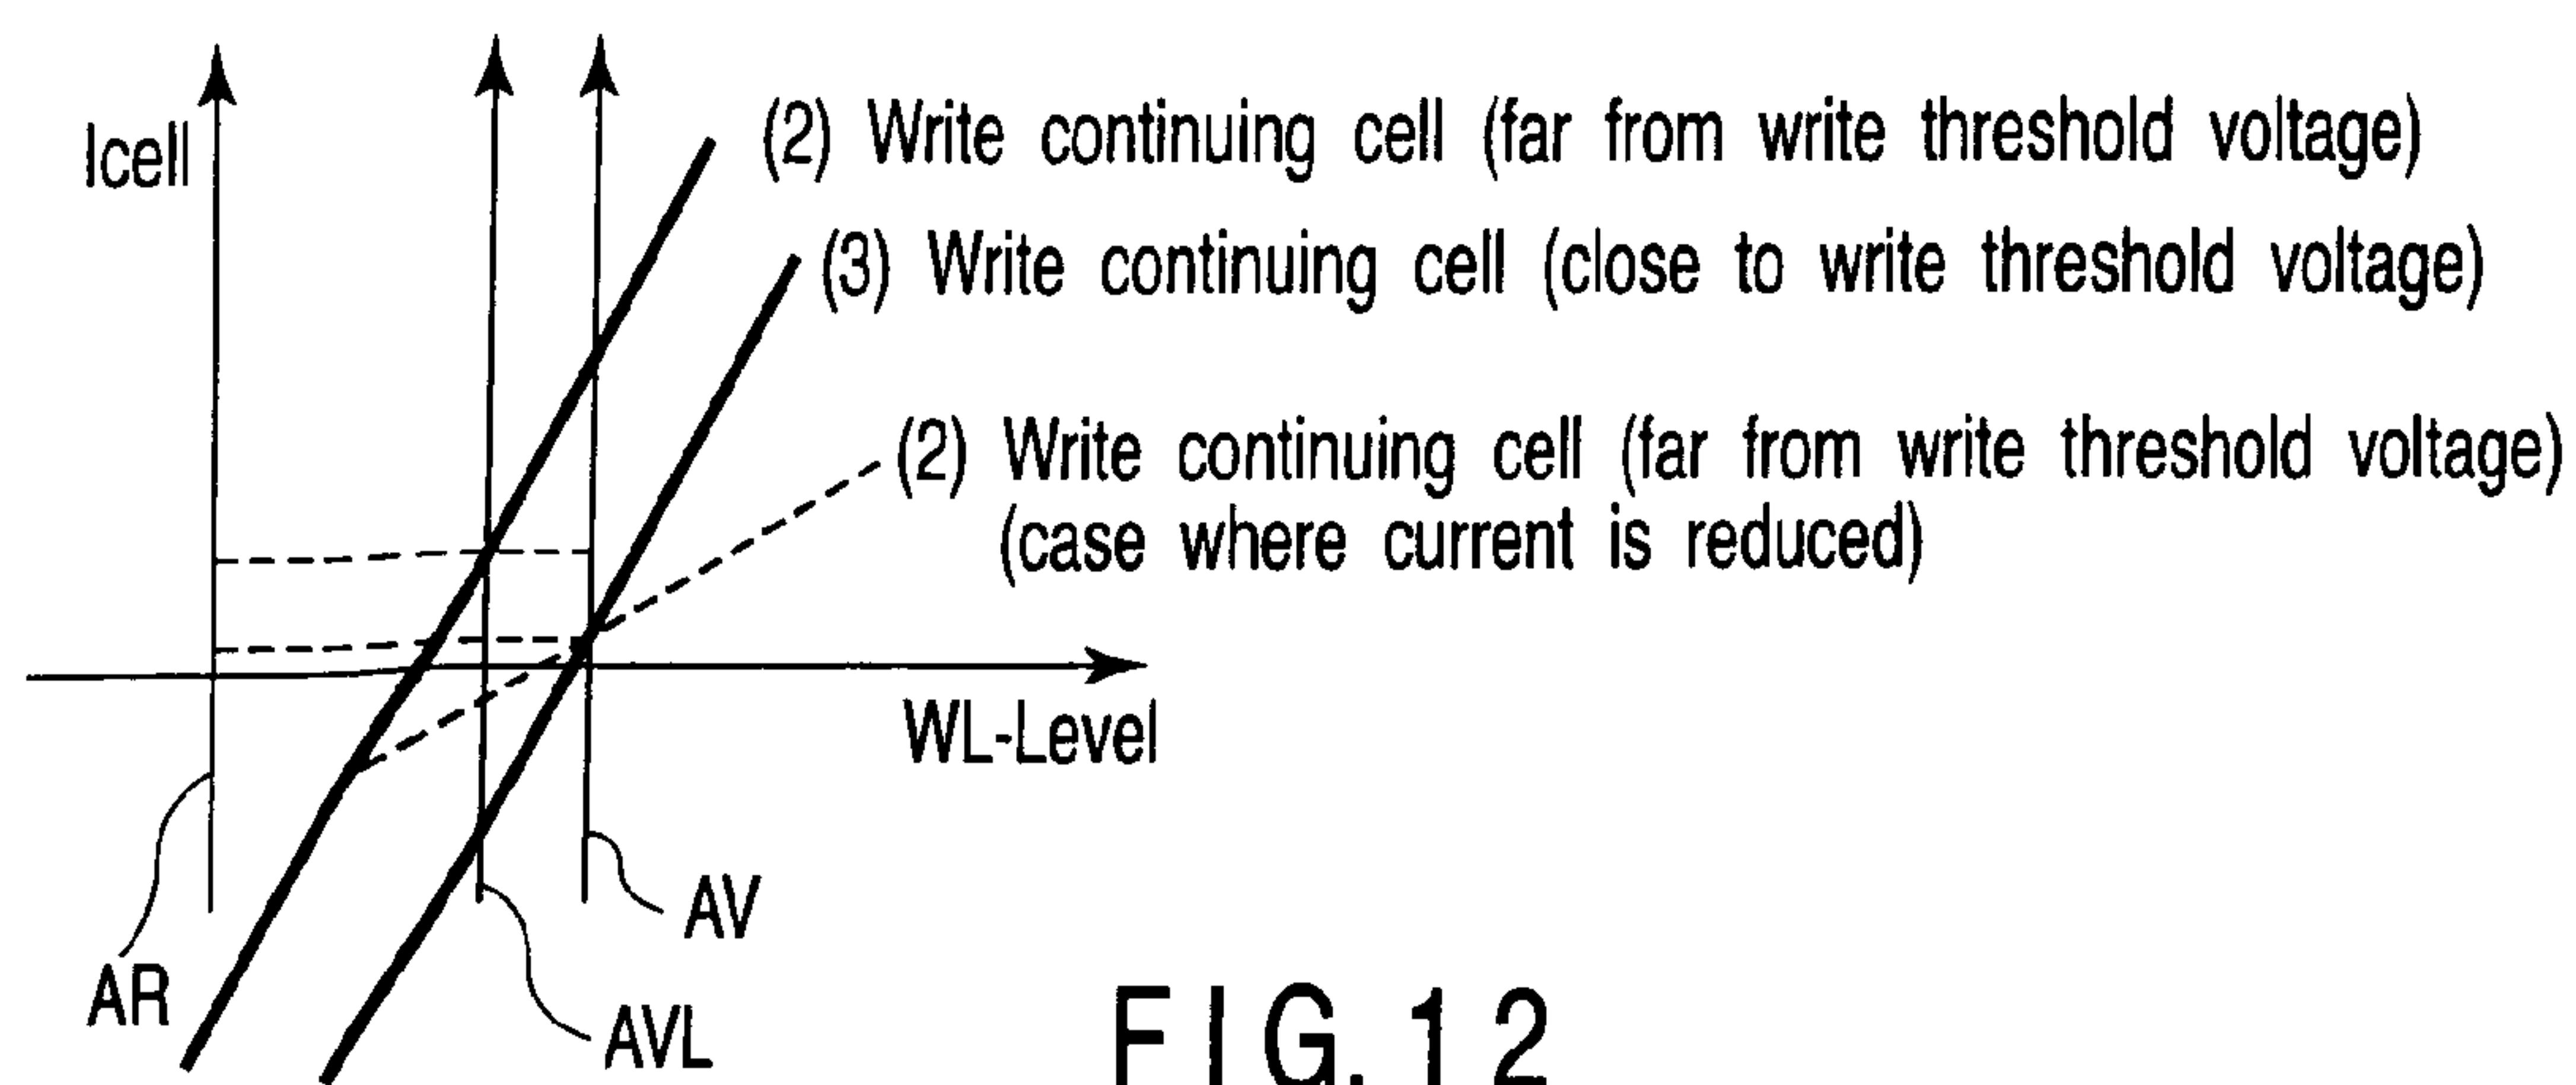 Icell
(2) Write continuing cell (far from write threshold voltage)
(3) Write continuing cell (close to write threshold voltage)
(2) Write continuing cell (far from write threshold voltage)
(case where current is reduced)
WL-Level
AV
AR
AVL
FIG.12